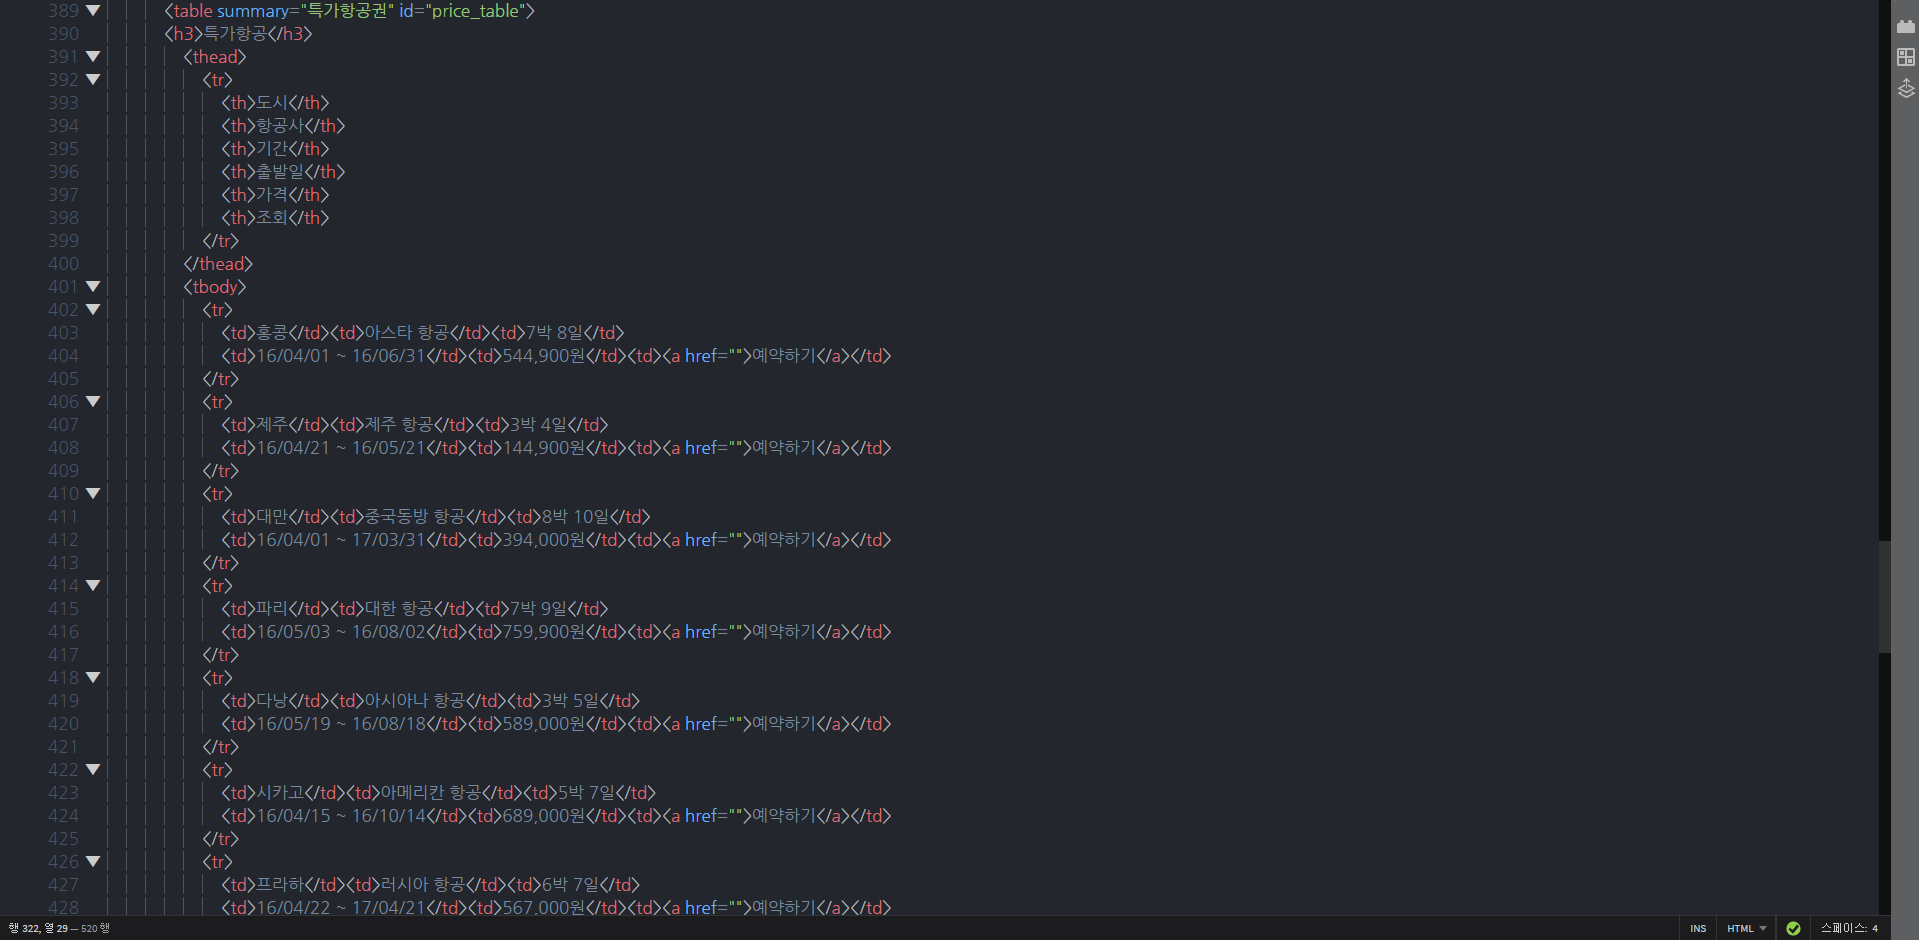 389 ▼ <table summary="특가항공권" id="price_table">
390 <h3>특가항공</h3>
391 ▼ <thead>
392 ▼ <tr>
393 <th>도시</th>
394 <th>항공사</th>
395 <th>기간</th>
396 <th>출발일</th>
397 <th>가격</th>
398 <th>조회</th>
399 </tr>
400 </thead>
401 ▼ <tbody>
402 ▼ <tr>
403 <td>홍콩</td><td>아스타 항공</td><td>7박 8일</td>
404 <td>16/04/01 ~ 16/06/31</td><td>544,900원</td><td><a href="">예약하기</a></td>
405 </tr>
406 ▼ <tr>
407 <td>제주</td><td>제주 항공</td><td>3박 4일</td>
408 <td>16/04/21 ~ 16/05/21</td><td>144,900원</td><td><a href="">예약하기</a></td>
409 </tr>
410 ▼ <tr>
411 <td>대만</td><td>중국동방 항공</td><td>8박 10일</td>
412 <td>16/04/01 ~ 17/03/31</td><td>394,000원</td><td><a href="">예약하기</a></td>
413 </tr>
414 ▼ <tr>
415 <td>파리</td><td>대한 항공</td><td>7박 9일</td>
416 <td>16/05/03 ~ 16/08/02</td><td>759,900원</td><td><a href="">예약하기</a></td>
417 </tr>
418 ▼ <tr>
419 <td>다낭</td><td>아시아나 항공</td><td>3박 5일</td>
420 <td>16/05/19 ~ 16/08/18</td><td>589,000원</td><td><a href="">예약하기</a></td>
421 </tr>
422 ▼ <tr>
423 <td>시카고</td><td>아메리칸 항공</td><td>5박 7일</td>
424 <td>16/04/15 ~ 16/10/14</td><td>689,000원</td><td><a href="">예약하기</a></td>
425 </tr>
426 ▼ <tr>
427 <td>프라하</td><td>러시아 항공</td><td>6박 7일</td>
428 <td>16/04/22 ~ 17/04/21</td><td>567,000원</td><td><a href="">예약하기</a></td>
행 322, 열 29 — 520 행 INS HTML 스페이스: 4